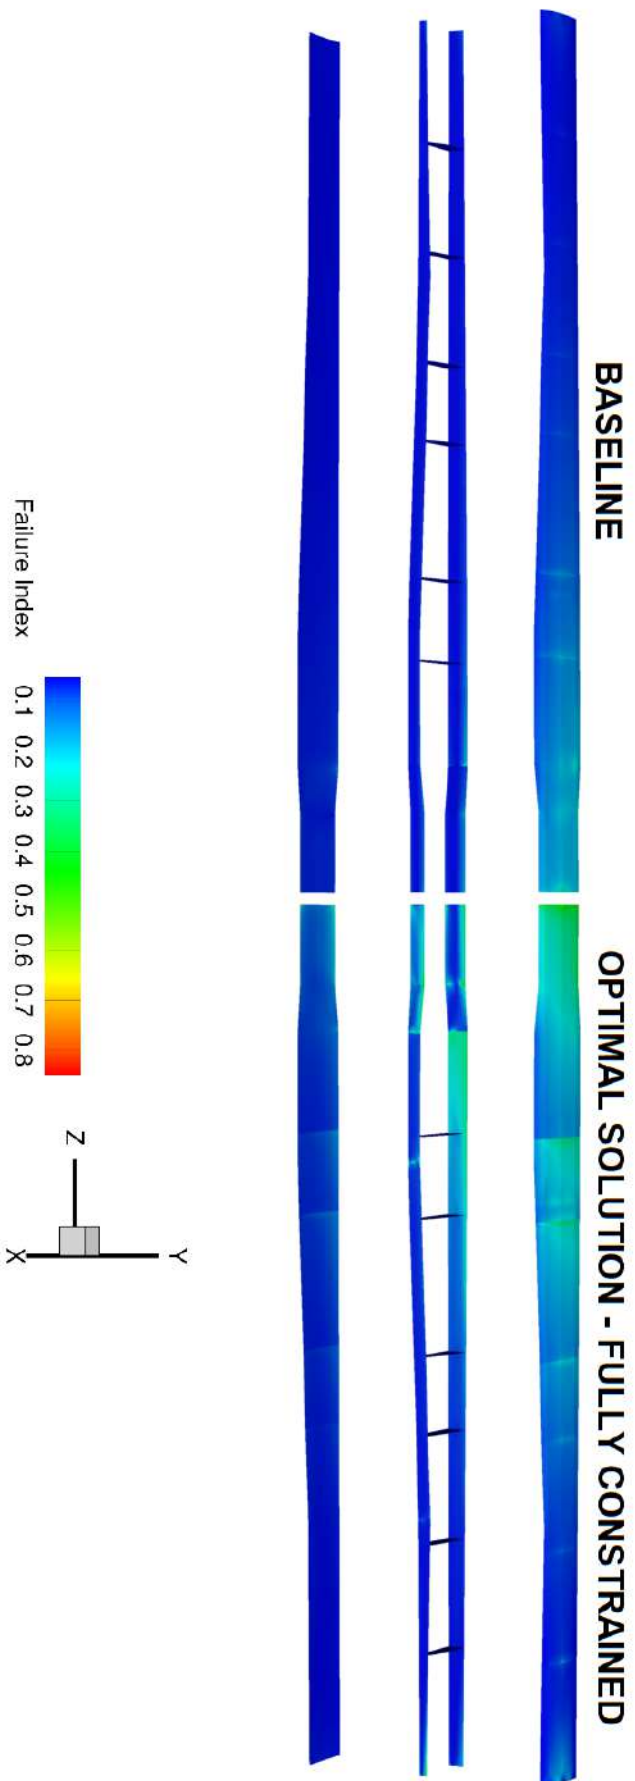 BASELINE
OPTIMAL SOLUTION - FULLY CONSTRAINED
Failure Index
0.1 0.2 0.3 0.4 0.5 0.6 0.7 0.8
Z
Y
X